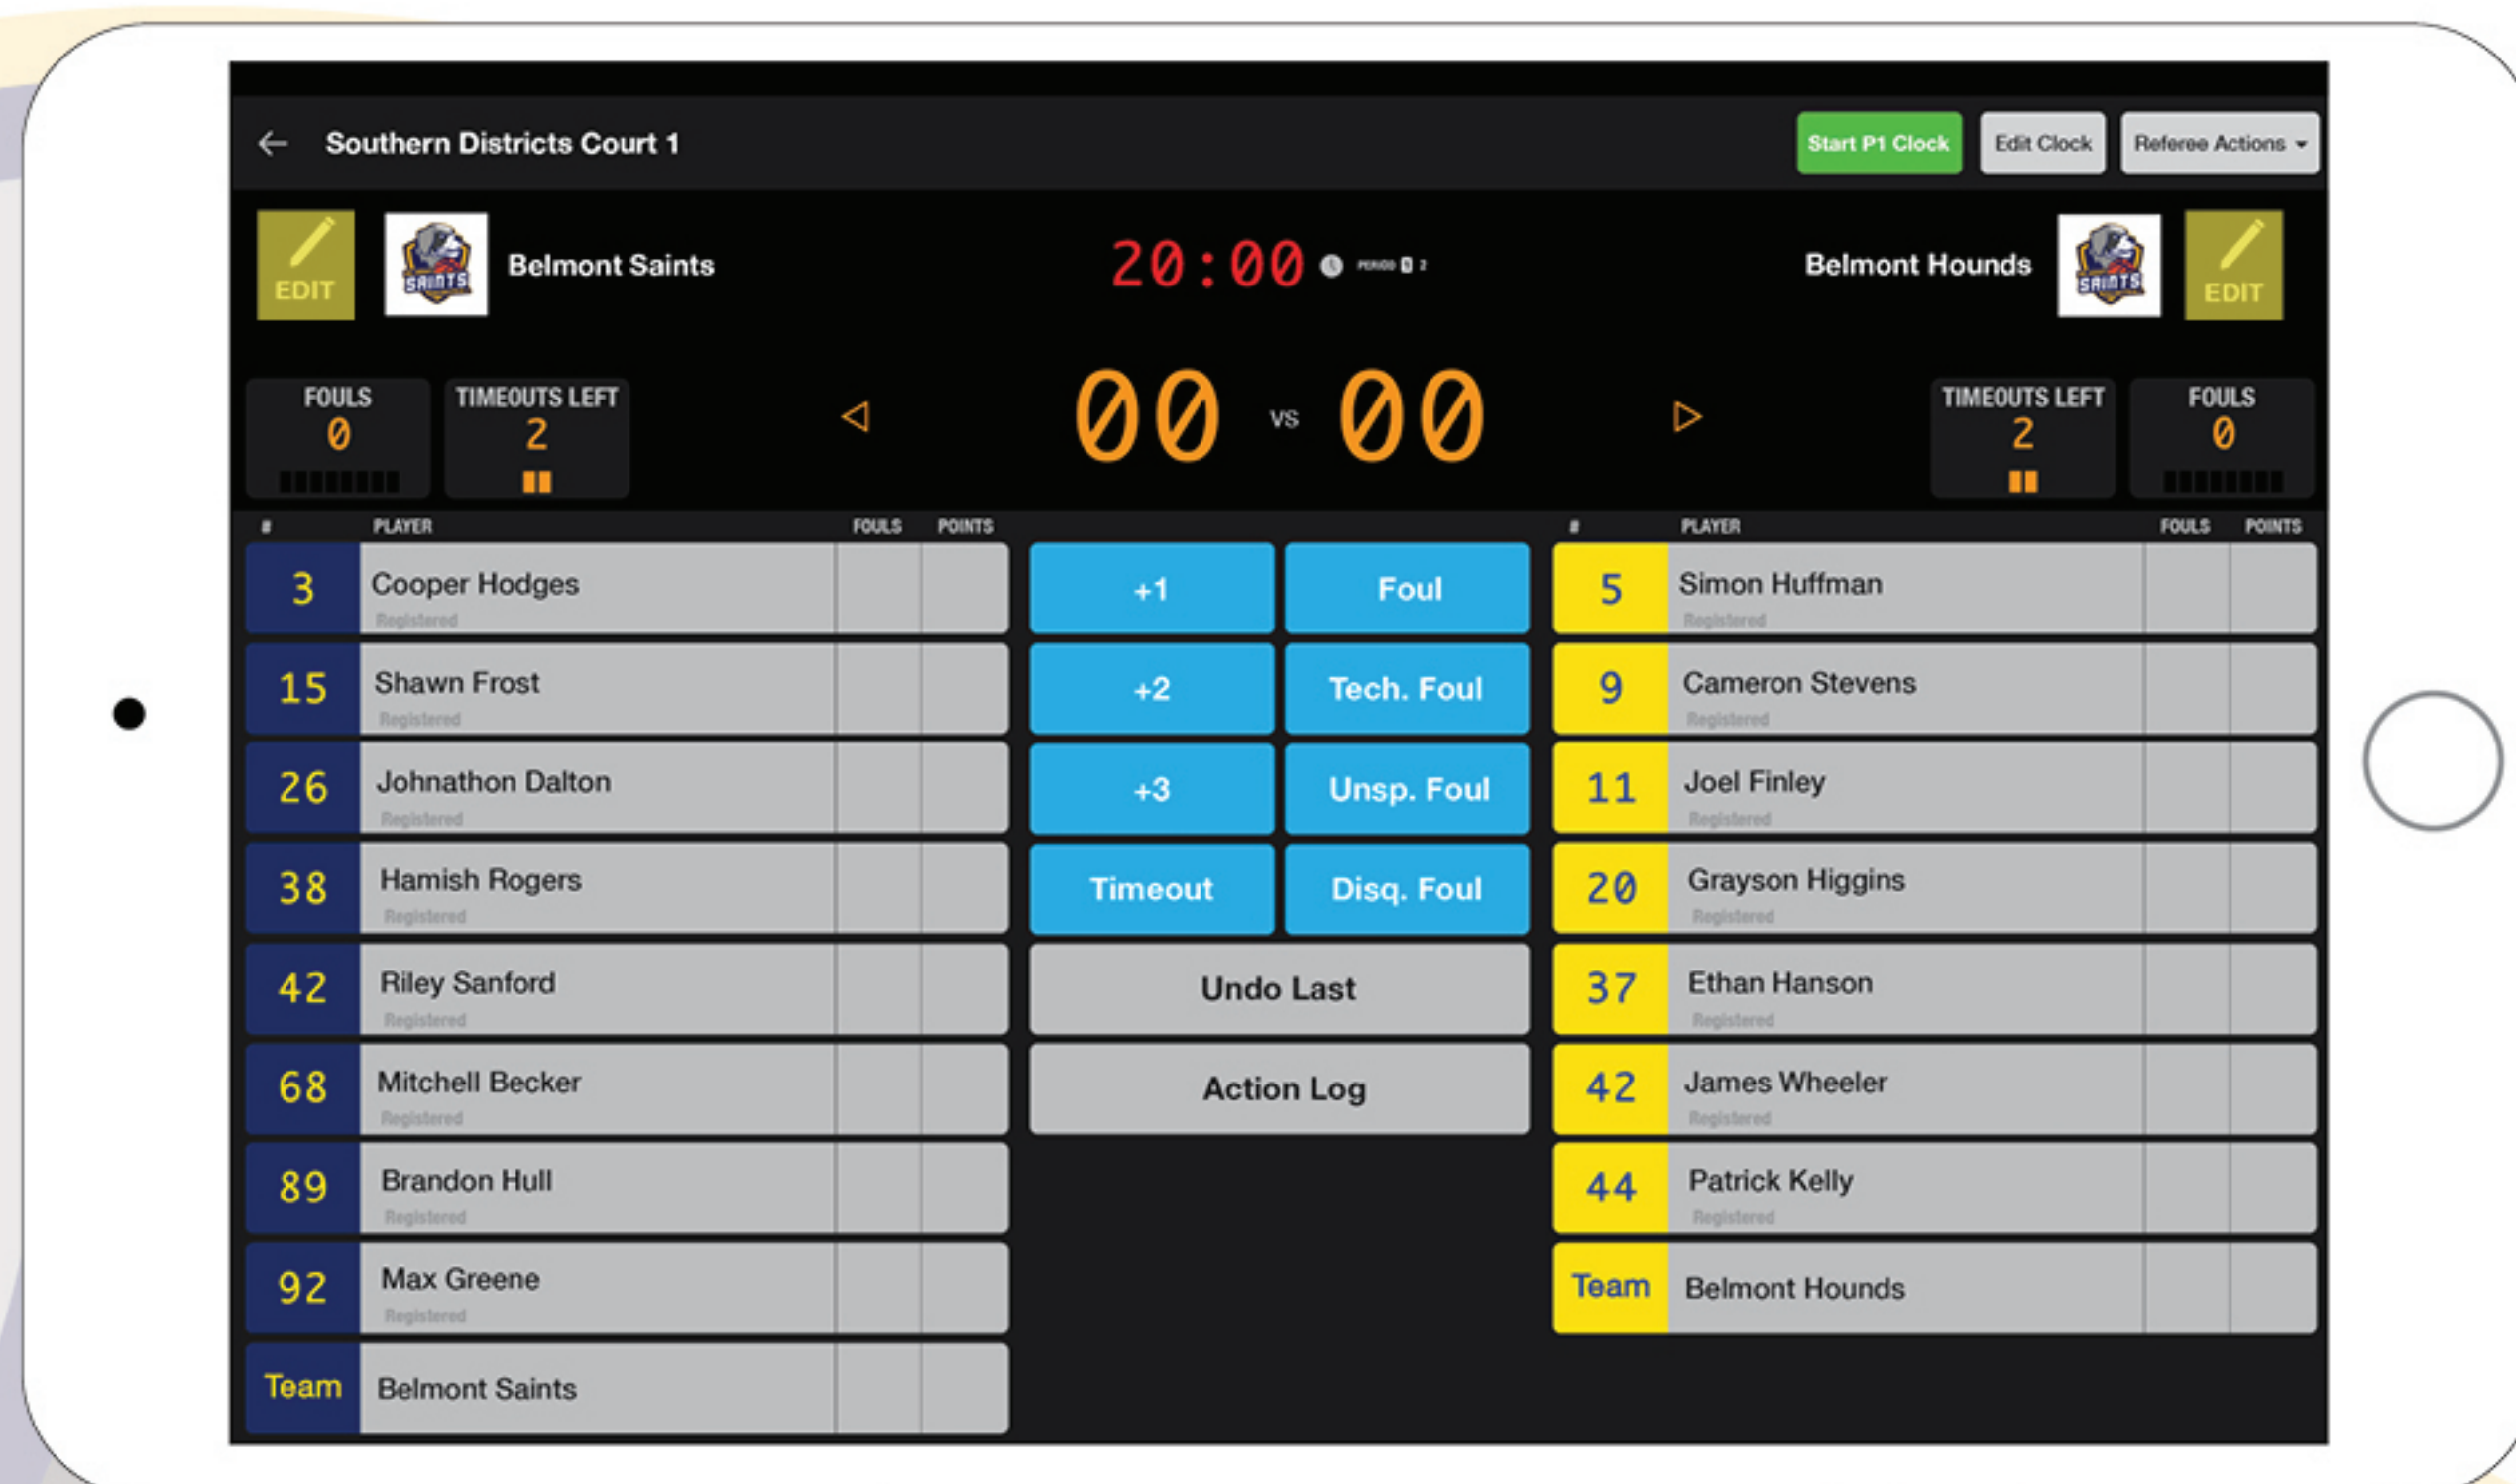 Southern Districts Court 1
Start P1 Clock
Edit Clock
Referee Actions
EDIT
SAINTS
Belmont Saints
20:00
PERIOD 1 2
Belmont Hounds
SAINTS
EDIT
FOULS
0
TIMEOUTS LEFT
2
00 vs 00
TIMEOUTS LEFT
2
FOULS
0
# PLAYER FOULS POINTS
3 Cooper Hodges
Registered
15 Shawn Frost
Registered
26 Johnathon Dalton
Registered
38 Hamish Rogers
Registered
42 Riley Sanford
Registered
68 Mitchell Becker
Registered
89 Brandon Hull
Registered
92 Max Greene
Registered
Team Belmont Saints
+1 Foul
+2 Tech. Foul
+3 Unsp. Foul
Timeout Disq. Foul
Undo Last
Action Log
# PLAYER FOULS POINTS
5 Simon Huffman
Registered
9 Cameron Stevens
Registered
11 Joel Finley
Registered
20 Grayson Higgins
Registered
37 Ethan Hanson
Registered
42 James Wheeler
Registered
44 Patrick Kelly
Registered
Team Belmont Hounds